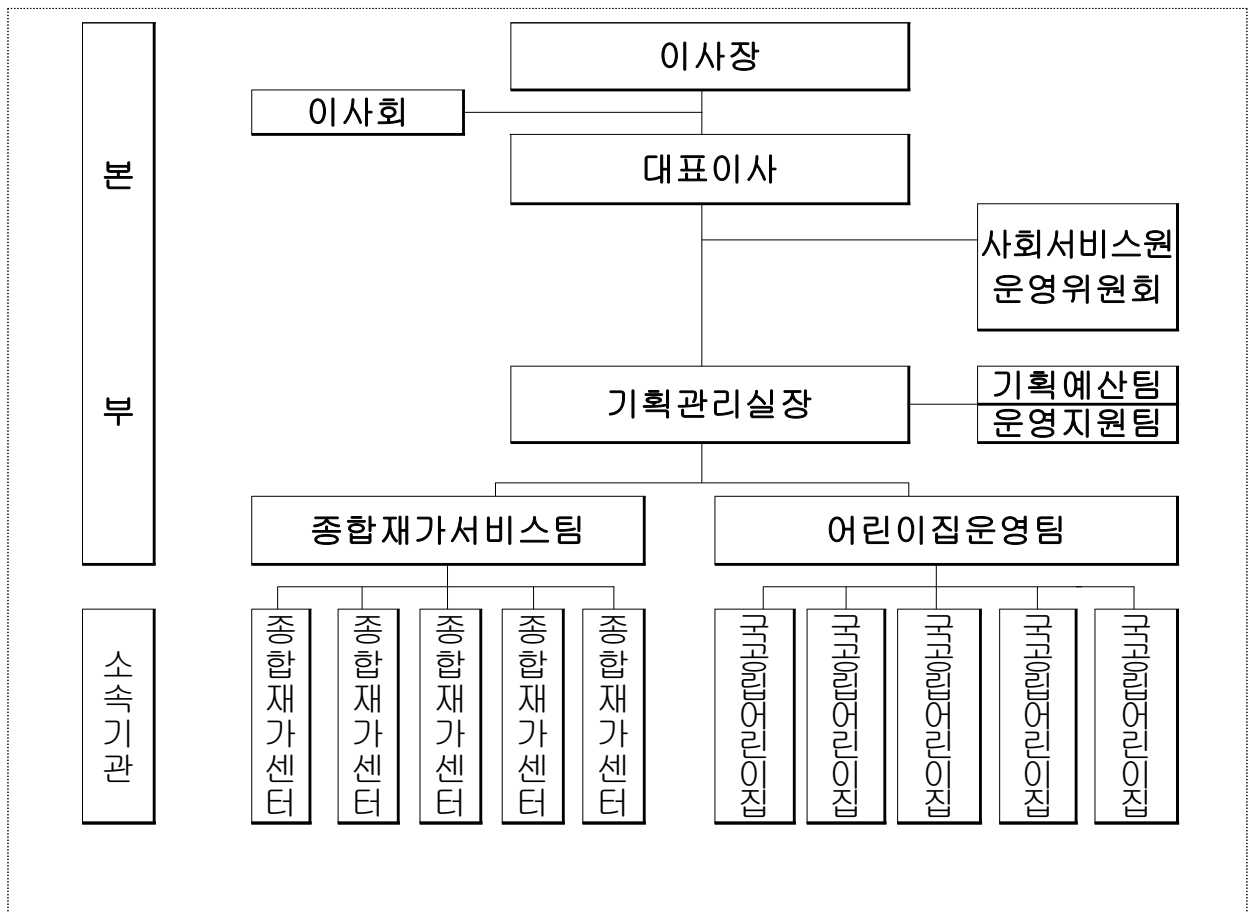 이사장
이사회
대표이사
본
부
사회서비스원
운영위원회
기획관리실장
기획예산팀
운영지원팀
종합재가서비스팀
어린이집운영팀
소속기관
종합재가센터
종합재가센터
종합재가센터
종합재가센터
종합재가센터
국공립어린이집
국공립어린이집
국공립어린이집
국공립어린이집
국공립어린이집